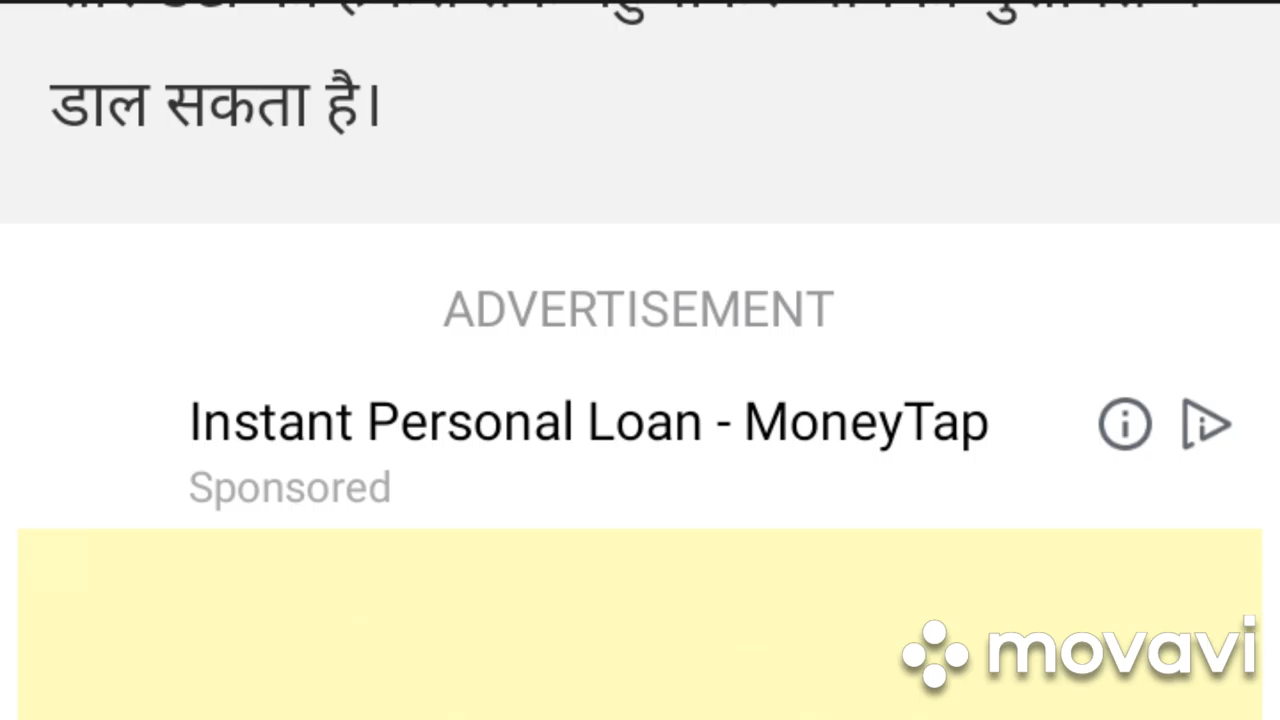 डाल सकता है।
ADVERTISEMENT
Instant Personal Loan - MoneyTap
Sponsored
movavi